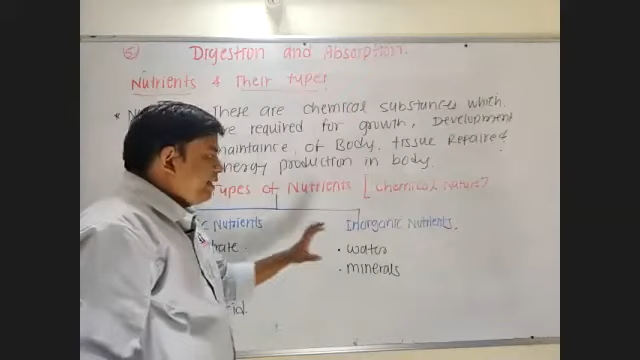 5) Digestion and Absorption.
Nutrients & Their types
* These are chemical substances which
required for growth, Development
maintaince of Body, tissue Repaire &
energy production in body.
Types of Nutrients [Chemical Nature]
Nutrients Inorganic Nutrients.
. water
. minerals